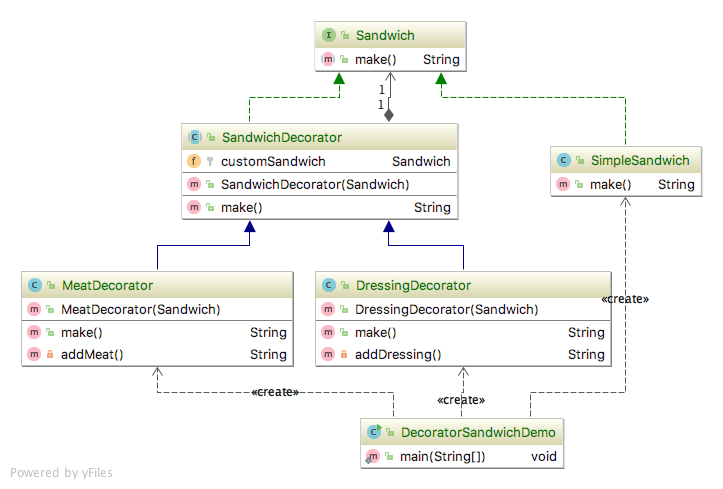 I Sandwich
m make() String
1
1
C SandwichDecorator
f customSandwich Sandwich
m SandwichDecorator(Sandwich)
m make() String
C SimpleSandwich
m make() String
C MeatDecorator
m MeatDecorator(Sandwich)
m make() String
m addMeat() String
C DressingDecorator
m DressingDecorator(Sandwich)
m make() String
m addDressing() String
«create»
«create»
«create»
C DecoratorSandwichDemo
m main(String[]) void
Powered by yFiles